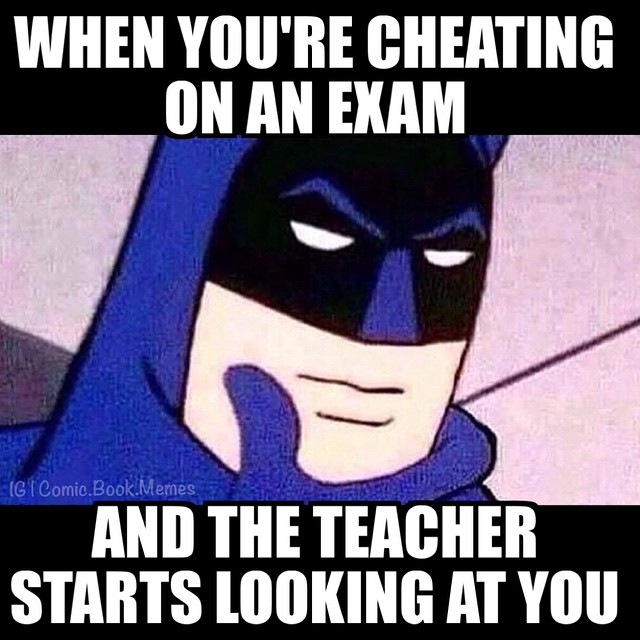 WHEN YOU'RE CHEATING
ON AN EXAM
IG | Comic.Book.Memes
AND THE TEACHER
STARTS LOOKING AT YOU